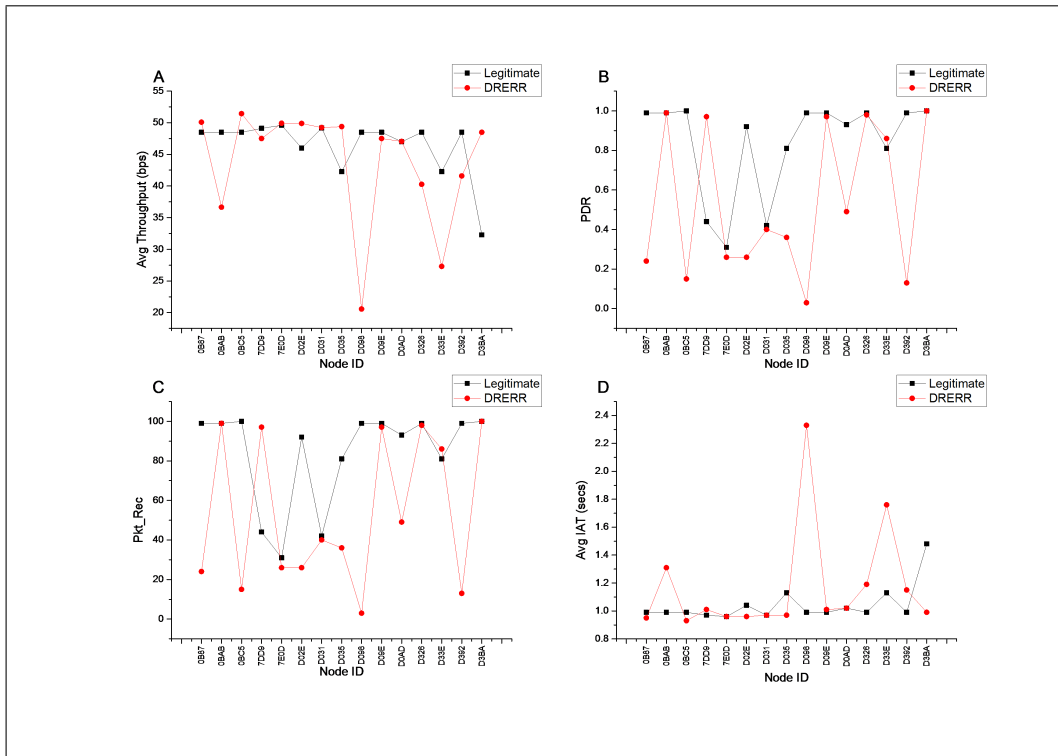 A
Legitimate
DRERR
Avg Throughput (bps)
55
50
45
40
35
30
25
20
0B67
0BAB
0BC5
7DD9
7E0D
D02E
D031
D035
D098
D09E
D0AD
D326
D33E
D392
D3BA
Node ID
B
Legitimate
DRERR
PDR
1.0
0.8
0.6
0.4
0.2
0.0
0B67
0BAB
0BC5
7DD9
7E0D
D02E
D031
D035
D098
D09E
D0AD
D326
D33E
D392
D3BA
Node ID
C
Legitimate
DRERR
Pkt_Rec
100
80
60
40
20
0
0B67
0BAB
0BC5
7DD9
7E0D
D02E
D031
D035
D098
D09E
D0AD
D326
D33E
D392
D3BA
Node ID
D
Legitimate
DRERR
Avg IAT (secs)
2.4
2.2
2.0
1.8
1.6
1.4
1.2
1.0
0.8
0B67
0BAB
0BC5
7DD9
7E0D
D02E
D031
D035
D098
D09E
D0AD
D326
D33E
D392
D3BA
Node ID